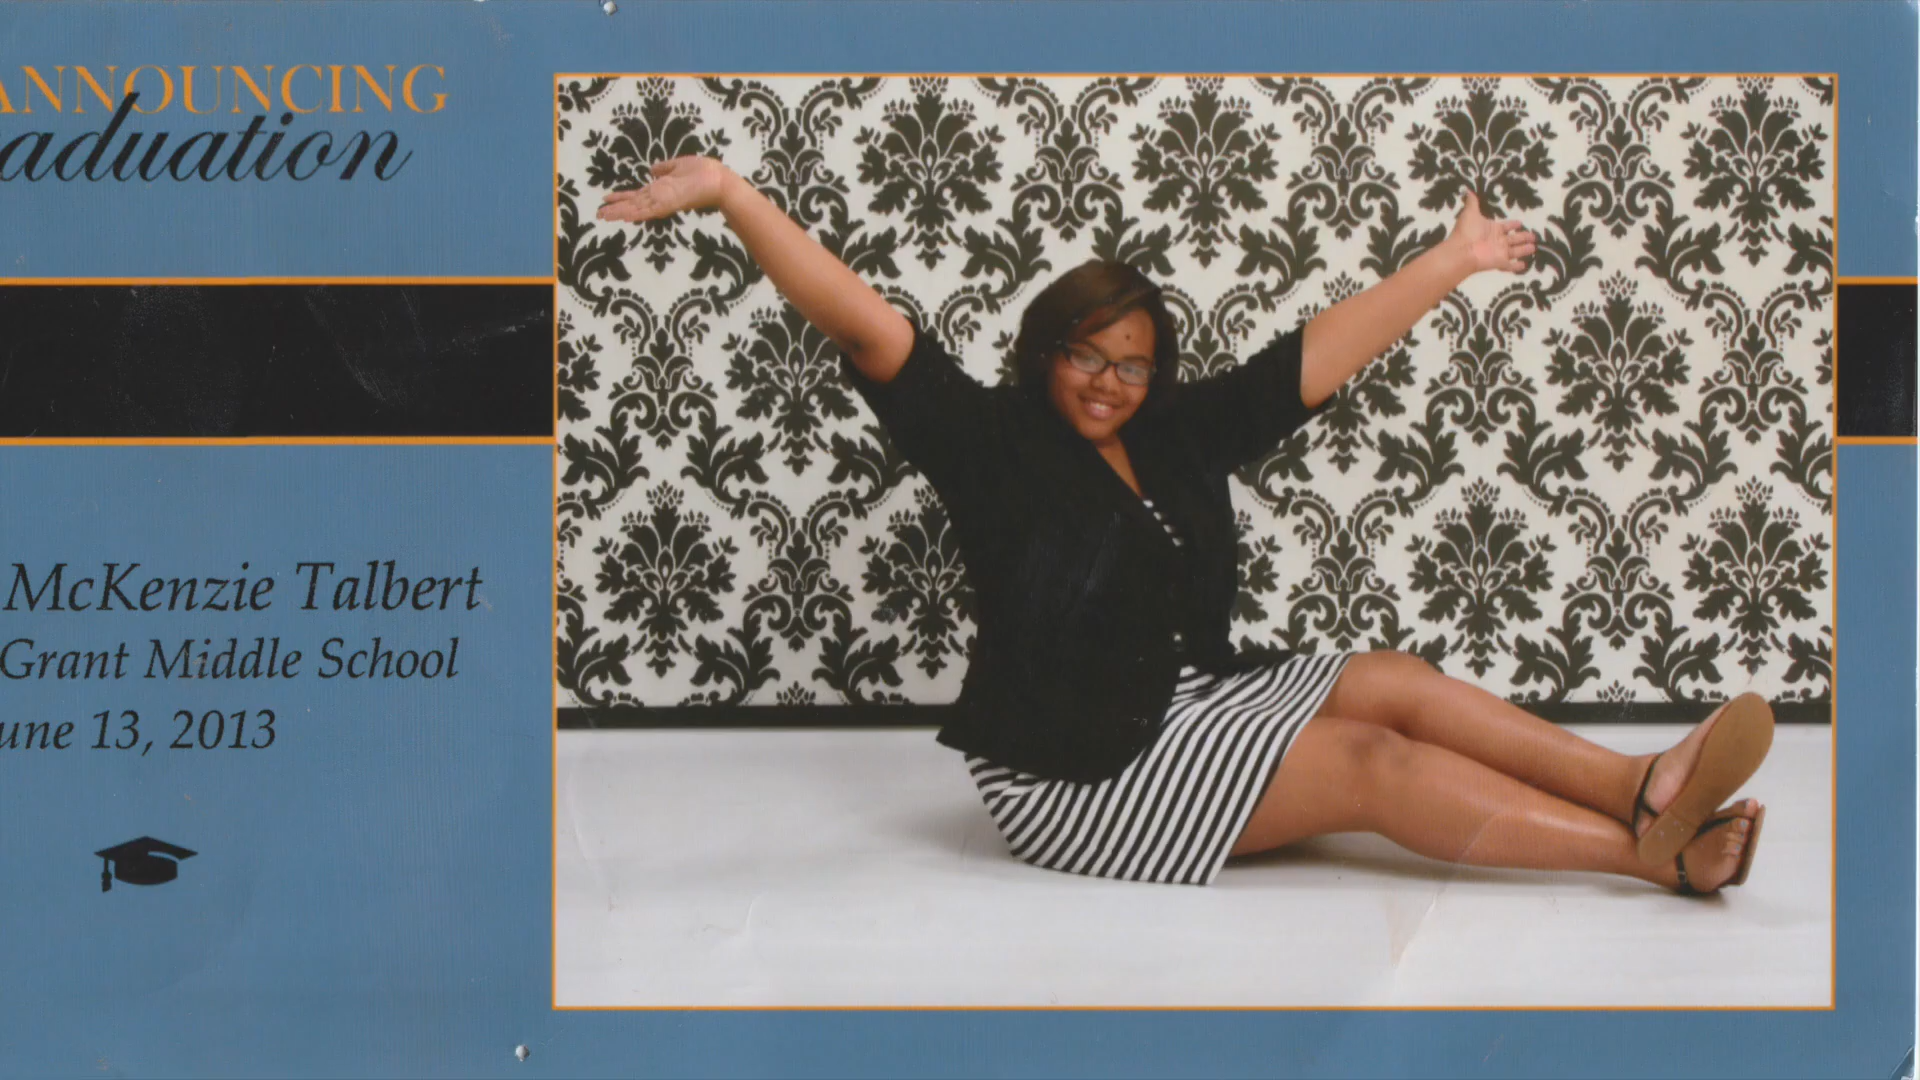 ANNOUNCING
aduation
McKenzie Talbert
Grant Middle School
une 13, 2013